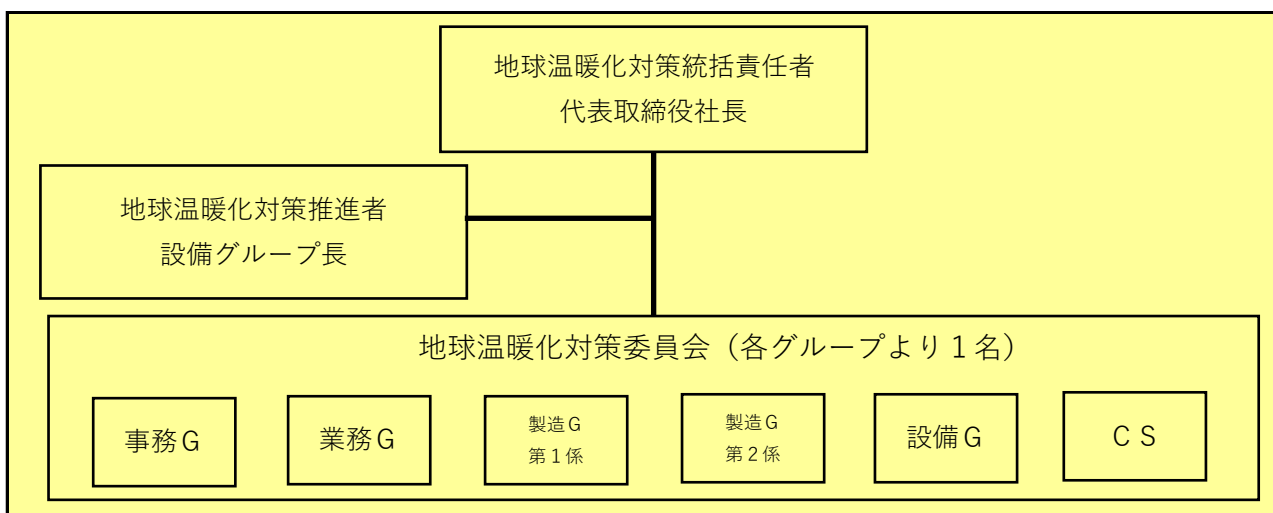 地球温暖化対策統括責任者
代表取締役社長
地球温暖化対策推進者
設備グループ長
地球温暖化対策委員会（各グループより１名）
事務G
業務G
製造G
第１係
製造G
第２係
設備G
ＣＳ